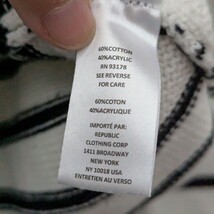 60%COTTON
40%ACRYLIC
RN 93178
SEE REVERSE
FOR CARE
60%COTON
40%ACRYLIQUE
IMPORTÉ PAR:
REPUBLIC
CLOTHING CORP
1411 BROADWAY
NEW YORK
NY 10018 USA
ENTRETIEN AU VERSO